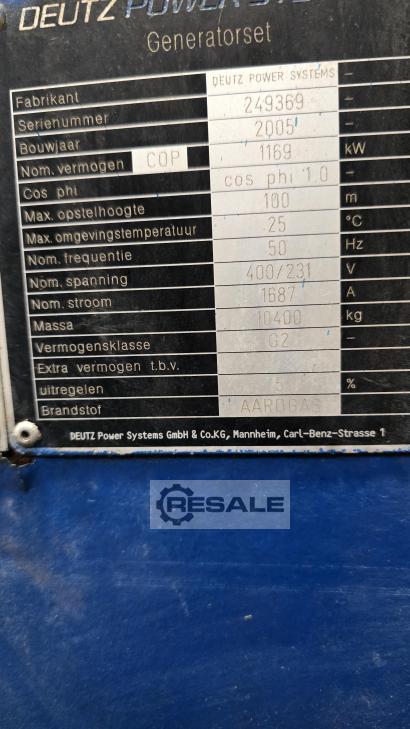 DEUTZ POWER SYSTE
Generatorset
Fabrikant DEUTZ POWER SYSTEMS -
Serienummer 249369 -
Bouwjaar 2005 -
Nom. vermogen COP 1169 kW
Cos phi cos phi 1.0 -
Max. opstelhoogte 100 m
Max. omgevingstemperatuur 25 °C
Nom. frequentie 50 Hz
Nom. spanning 400/231 V
Nom. stroom 1687 A
Massa 10400 kg
Vermogensklasse G2 -
Extra vermogen t.b.v.
uitregelen 5 %
Brandstof AARDGAS
DEUTZ Power Systems GmbH & Co.KG, Mannheim, Carl-Benz-Strasse 1
RESALE